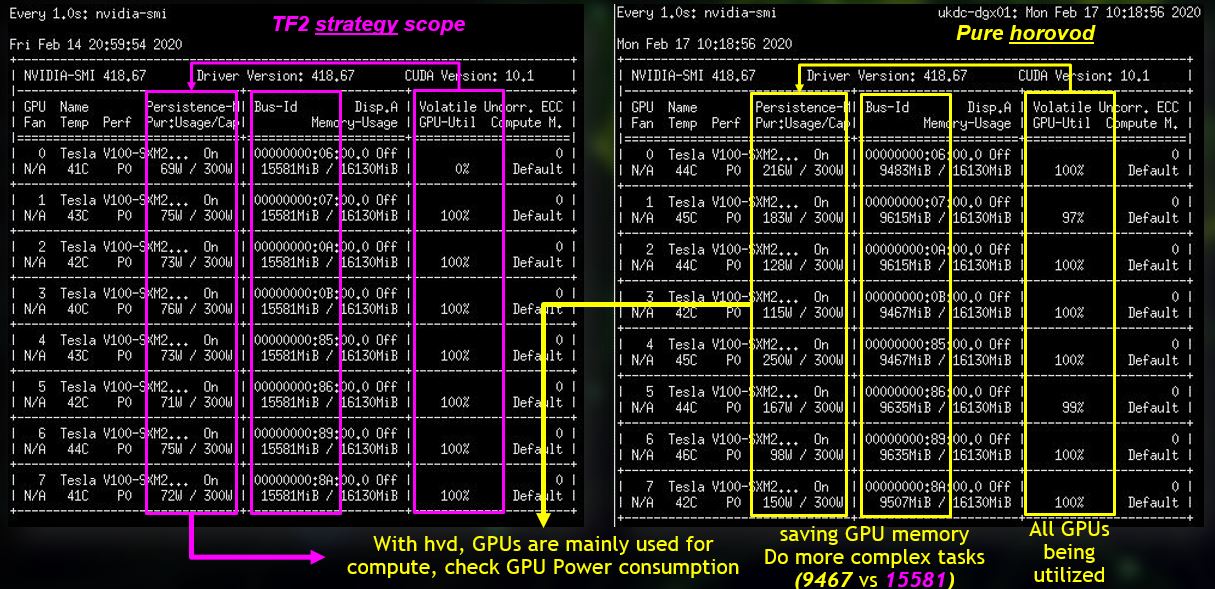 Every 1.0s: nvidia-smi
TF2 strategy scope
Fri Feb 14 20:59:54 2020
NVIDIA-SMI 418.67 Driver Version: 418.67 CUDA Version: 10.1
GPU Name Persistence-M| Bus-Id Disp.A | Volatile Uncorr. ECC
Fan Temp Perf Pwr:Usage/Cap| Memory-Usage | GPU-Util Compute M.
0 Tesla V100-SXM2... On | 00000000:06:00.0 Off | 0
N/A 41C P0 69W / 300W | 15581MiB / 16130MiB | 0% Default
1 Tesla V100-SXM2... On | 00000000:07:00.0 Off | 0
N/A 43C P0 75W / 300W | 15581MiB / 16130MiB | 100% Default
2 Tesla V100-SXM2... On | 00000000:0A:00.0 Off | 0
N/A 42C P0 73W / 300W | 15581MiB / 16130MiB | 100% Default
3 Tesla V100-SXM2... On | 00000000:0B:00.0 Off | 0
N/A 40C P0 76W / 300W | 15581MiB / 16130MiB | 100% Default
4 Tesla V100-SXM2... On | 00000000:85:00.0 Off | 0
N/A 43C P0 73W / 300W | 15581MiB / 16130MiB | 100% Default
5 Tesla V100-SXM2... On | 00000000:86:00.0 Off | 0
N/A 42C P0 71W / 300W | 15581MiB / 16130MiB | 100% Default
6 Tesla V100-SXM2... On | 00000000:89:00.0 Off | 0
N/A 44C P0 75W / 300W | 15581MiB / 16130MiB | 100% Default
7 Tesla V100-SXM2... On | 00000000:8A:00.0 Off | 0
N/A 41C P0 72W / 300W | 15581MiB / 16130MiB | 100% Default
Every 1.0s: nvidia-smi ukdc-dgx01: Mon Feb 17 10:18:56 2020
Pure horovod
Mon Feb 17 10:18:56 2020
NVIDIA-SMI 418.67 Driver Version: 418.67 CUDA Version: 10.1
GPU Name Persistence-M| Bus-Id Disp.A | Volatile Uncorr. ECC
Fan Temp Perf Pwr:Usage/Cap| Memory-Usage | GPU-Util Compute M.
0 Tesla V100-SXM2... On | 00000000:06:00.0 Off | 0
N/A 44C P0 216W / 300W | 9483MiB / 16130MiB | 100% Default
1 Tesla V100-SXM2... On | 00000000:07:00.0 Off | 0
N/A 45C P0 183W / 300W | 9615MiB / 16130MiB | 97% Default
2 Tesla V100-SXM2... On | 00000000:0A:00.0 Off | 0
N/A 44C P0 128W / 300W | 9615MiB / 16130MiB | 100% Default
3 Tesla V100-SXM2... On | 00000000:0B:00.0 Off | 0
N/A 42C P0 115W / 300W | 9467MiB / 16130MiB | 100% Default
4 Tesla V100-SXM2... On | 00000000:85:00.0 Off | 0
N/A 45C P0 250W / 300W | 9467MiB / 16130MiB | 100% Default
5 Tesla V100-SXM2... On | 00000000:86:00.0 Off | 0
N/A 44C P0 167W / 300W | 9635MiB / 16130MiB | 99% Default
6 Tesla V100-SXM2... On | 00000000:89:00.0 Off | 0
N/A 46C P0 98W / 300W | 9635MiB / 16130MiB | 100% Default
7 Tesla V100-SXM2... On | 00000000:8A:00.0 Off | 0
N/A 42C P0 150W / 300W | 9507MiB / 16130MiB | 100% Default
With hvd, GPUs are mainly used for
compute, check GPU Power consumption
saving GPU memory
Do more complex tasks
(9467 vs 15581)
All GPUs
being
utilized